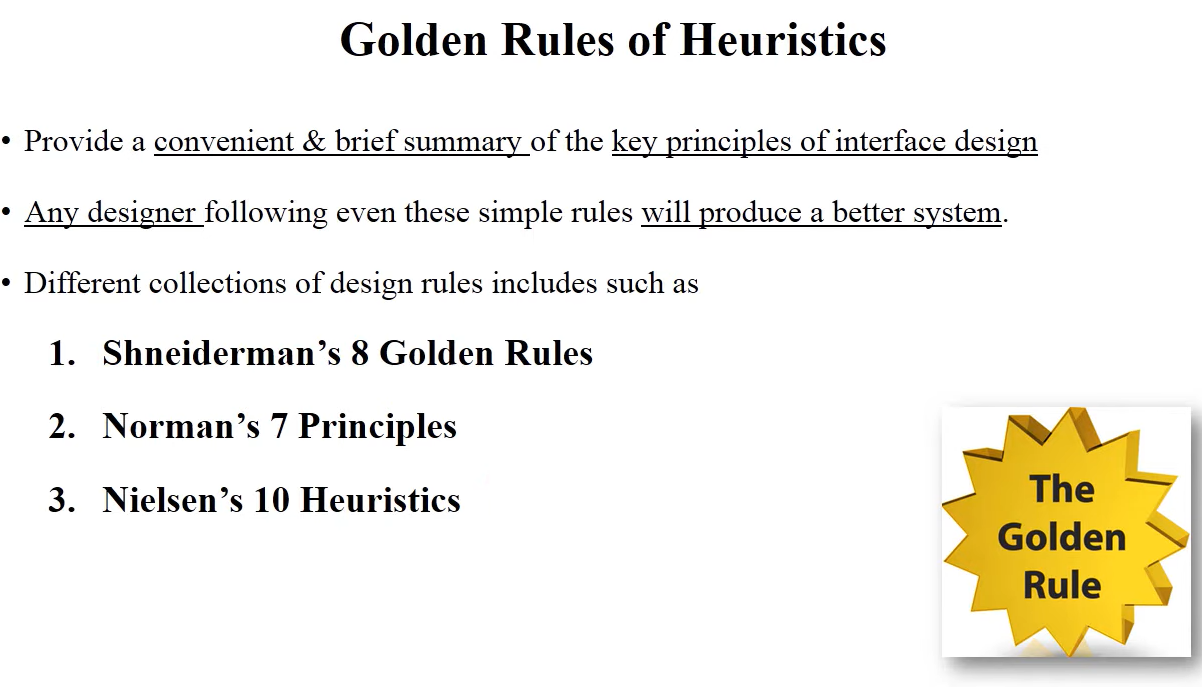 Golden Rules of Heuristics
• Provide a convenient & brief summary of the key principles of interface design
• Any designer following even these simple rules will produce a better system.
• Different collections of design rules includes such as
1. Shneiderman’s 8 Golden Rules
2. Norman’s 7 Principles
3. Nielsen’s 10 Heuristics
The
Golden
Rule